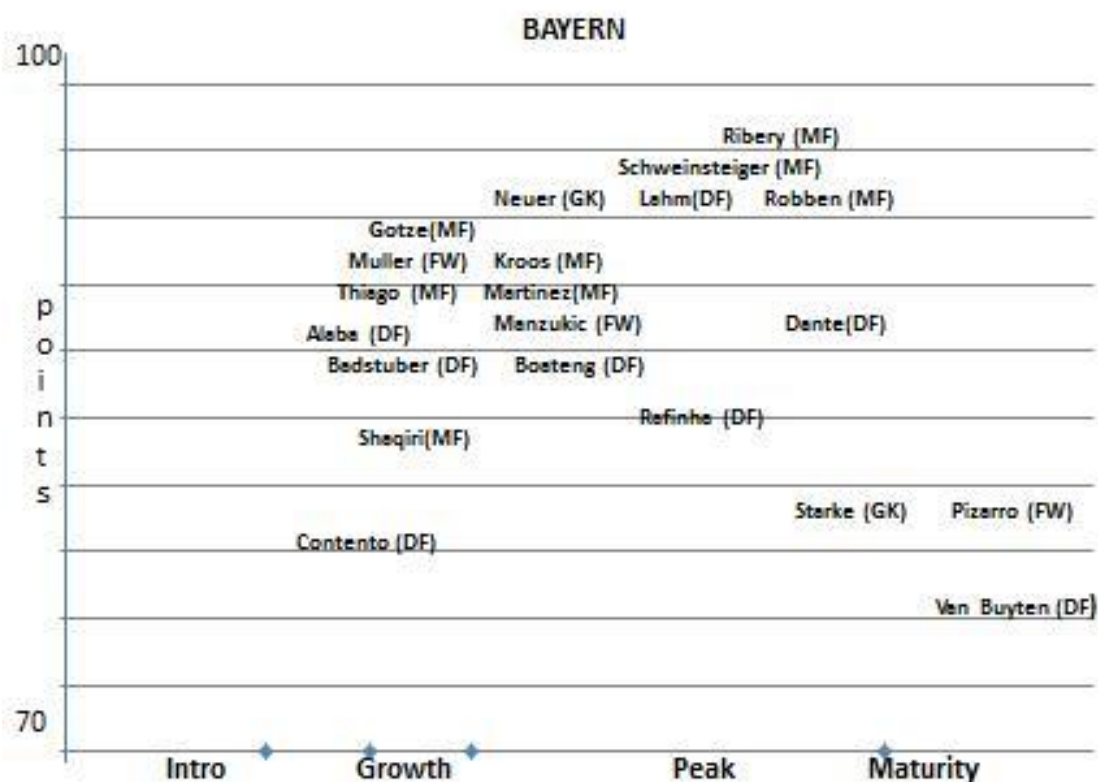 BAYERN
100
Ribery (MF)
Schweinsteiger (MF)
Neuer (GK) Lahm(DF) Robben (MF)
Gotze(MF)
Muller (FW) Kroos (MF)
Thiago (MF) Martinez(MF)
Manzukic (FW) Dante(DF)
Alaba (DF)
Badstuber (DF) Boateng (DF)
Rafinha (DF)
Shaqiri(MF)
Starke (GK) Pizarro (FW)
Contento (DF)
Van Buyten (DF)
points
70
Intro Growth Peak Maturity